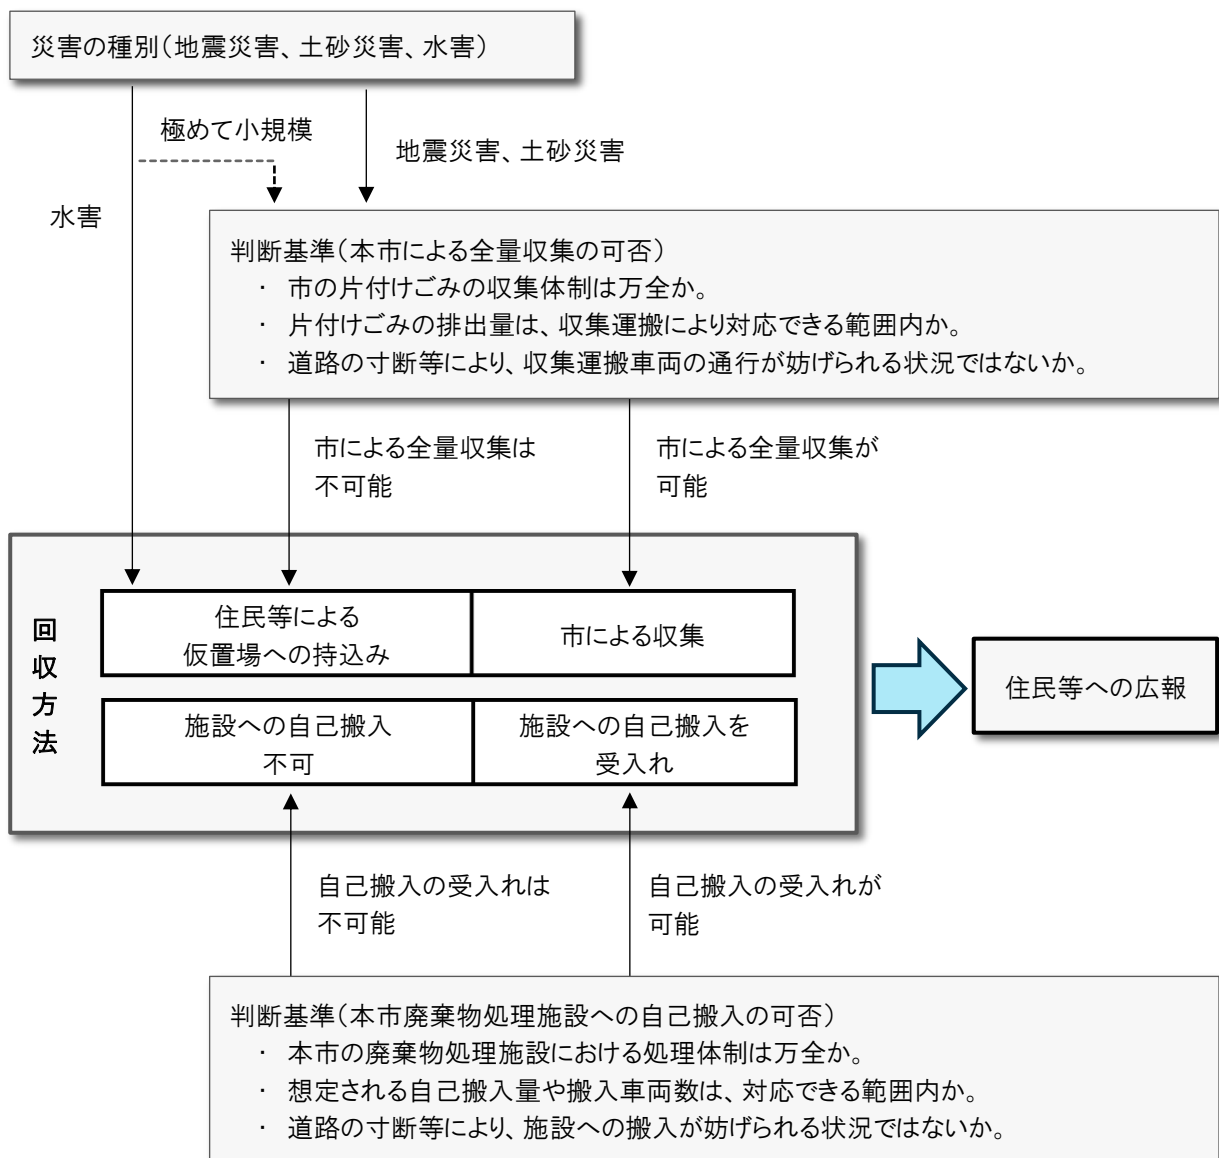 災害の種別(地震災害、土砂災害、水害)
極めて小規模
地震災害、土砂災害
水害
判断基準(本市による全量収集の可否)
・ 市の片付けごみの収集体制は万全か。
・ 片付けごみの排出量は、収集運搬により対応できる範囲内か。
・ 道路の寸断等により、収集運搬車両の通行が妨げられる状況ではないか。
市による全量収集は
不可能
市による全量収集が
可能
回収方法
住民等による
仮置場への持込み
市による収集
施設への自己搬入
不可
施設への自己搬入を
受入れ
住民等への広報
自己搬入の受入れは
不可能
自己搬入の受入れが
可能
判断基準(本市廃棄物処理施設への自己搬入の可否)
・ 本市の廃棄物処理施設における処理体制は万全か。
・ 想定される自己搬入量や搬入車両数は、対応できる範囲内か。
・ 道路の寸断等により、施設への搬入が妨げられる状況ではないか。